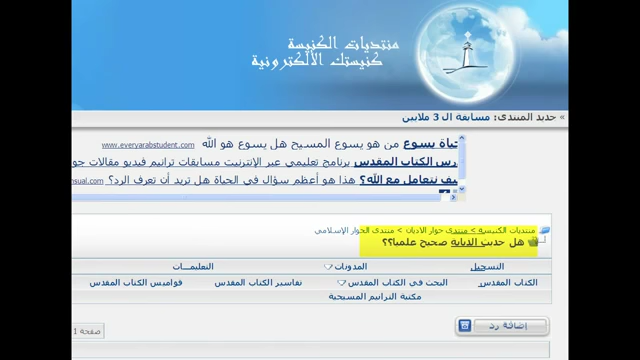 منتديات الكنيسة
كنيستك الألكترونية
» جديد المنتدى: مسابقة ال 3 ملايين
حياة يسوع من هو يسوع المسيح هل يسوع هو الله www.everyarabstudent.com
درس الكتاب المقدس برنامج تعليمي عبر الإنترنيت مسابقات ترانيم فيديو مقالات
كيف نتعامل مع الله؟ هذا هو أعظم سؤال في الحياة هل تريد أن تعرف الرد؟
منتديات الكنيسة > منتدى حوار الاديان > منتدى الحوار الإسلامي
هل حديث الذبابة صحيح علميا؟؟
التسجيل المدونات التعليمـــات
الكتاب المقدس البحث في الكتاب المقدس تفاسير الكتاب المقدس قواميس الكتاب المقدس
مكتبة الترانيم المسيحية
إضافة رد
صفحة 1